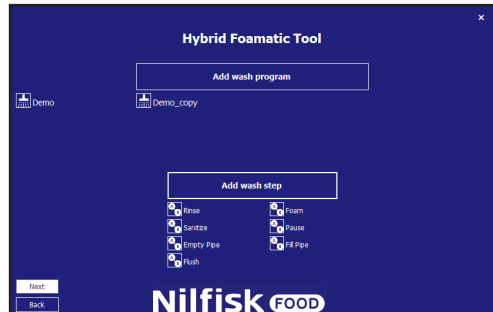 ×
Hybrid Foamatic Tool
Add wash program
Demo
Demo_copy
Add wash step
Rinse
Foam
Sanitize
Pause
Empty Pipe
Fill Pipe
Flush
Next
Back
Nilfisk FOOD